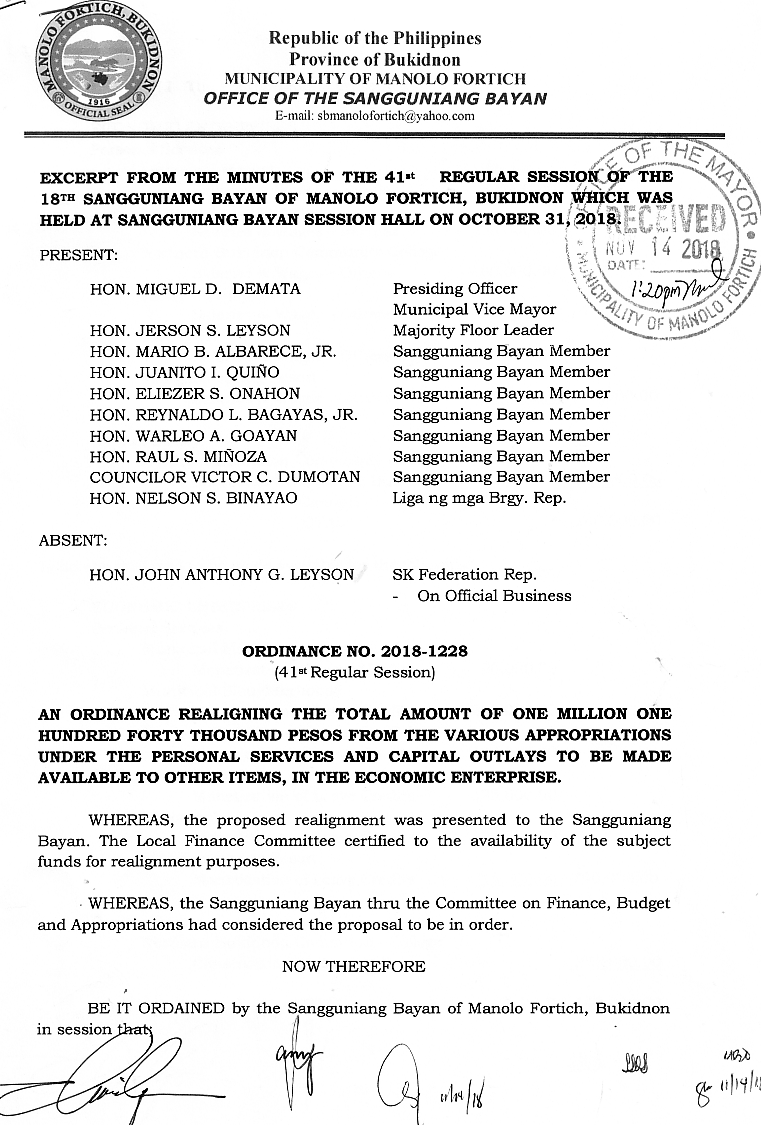 MANOLO FORTICH, BUKIDNON
1916
OFFICIAL SEAL
Republic of the Philippines
Province of Bukidnon
MUNICIPALITY OF MANOLO FORTICH
OFFICE OF THE SANGGUNIANG BAYAN
E-mail: sbmanolofortich@yahoo.com
EXCERPT FROM THE MINUTES OF THE 41st REGULAR SESSION OF THE
18TH SANGGUNIANG BAYAN OF MANOLO FORTICH, BUKIDNON WHICH WAS
HELD AT SANGGUNIANG BAYAN SESSION HALL ON OCTOBER 31, 2018.
OFFICE OF THE MAYOR
RECEIVED
NOV 14 2018
DATE:
1:20pm
MUNICIPALITY OF MANOLO FORTICH
PRESENT:
HON. MIGUEL D. DEMATA Presiding Officer
Municipal Vice Mayor
HON. JERSON S. LEYSON Majority Floor Leader
HON. MARIO B. ALBARECE, JR. Sangguniang Bayan Member
HON. JUANITO I. QUIÑO Sangguniang Bayan Member
HON. ELIEZER S. ONAHON Sangguniang Bayan Member
HON. REYNALDO L. BAGAYAS, JR. Sangguniang Bayan Member
HON. WARLEO A. GOAYAN Sangguniang Bayan Member
HON. RAUL S. MIÑOZA Sangguniang Bayan Member
COUNCILOR VICTOR C. DUMOTAN Sangguniang Bayan Member
HON. NELSON S. BINAYAO Liga ng mga Brgy. Rep.
ABSENT:
HON. JOHN ANTHONY G. LEYSON SK Federation Rep.
- On Official Business
ORDINANCE NO. 2018-1228
(41st Regular Session)
AN ORDINANCE REALIGNING THE TOTAL AMOUNT OF ONE MILLION ONE
HUNDRED FORTY THOUSAND PESOS FROM THE VARIOUS APPROPRIATIONS
UNDER THE PERSONAL SERVICES AND CAPITAL OUTLAYS TO BE MADE
AVAILABLE TO OTHER ITEMS, IN THE ECONOMIC ENTERPRISE.
WHEREAS, the proposed realignment was presented to the Sangguniang
Bayan. The Local Finance Committee certified to the availability of the subject
funds for realignment purposes.
WHEREAS, the Sangguniang Bayan thru the Committee on Finance, Budget
and Appropriations had considered the proposal to be in order.
NOW THEREFORE
BE IT ORDAINED by the Sangguniang Bayan of Manolo Fortich, Bukidnon
in session that;
11/14/18